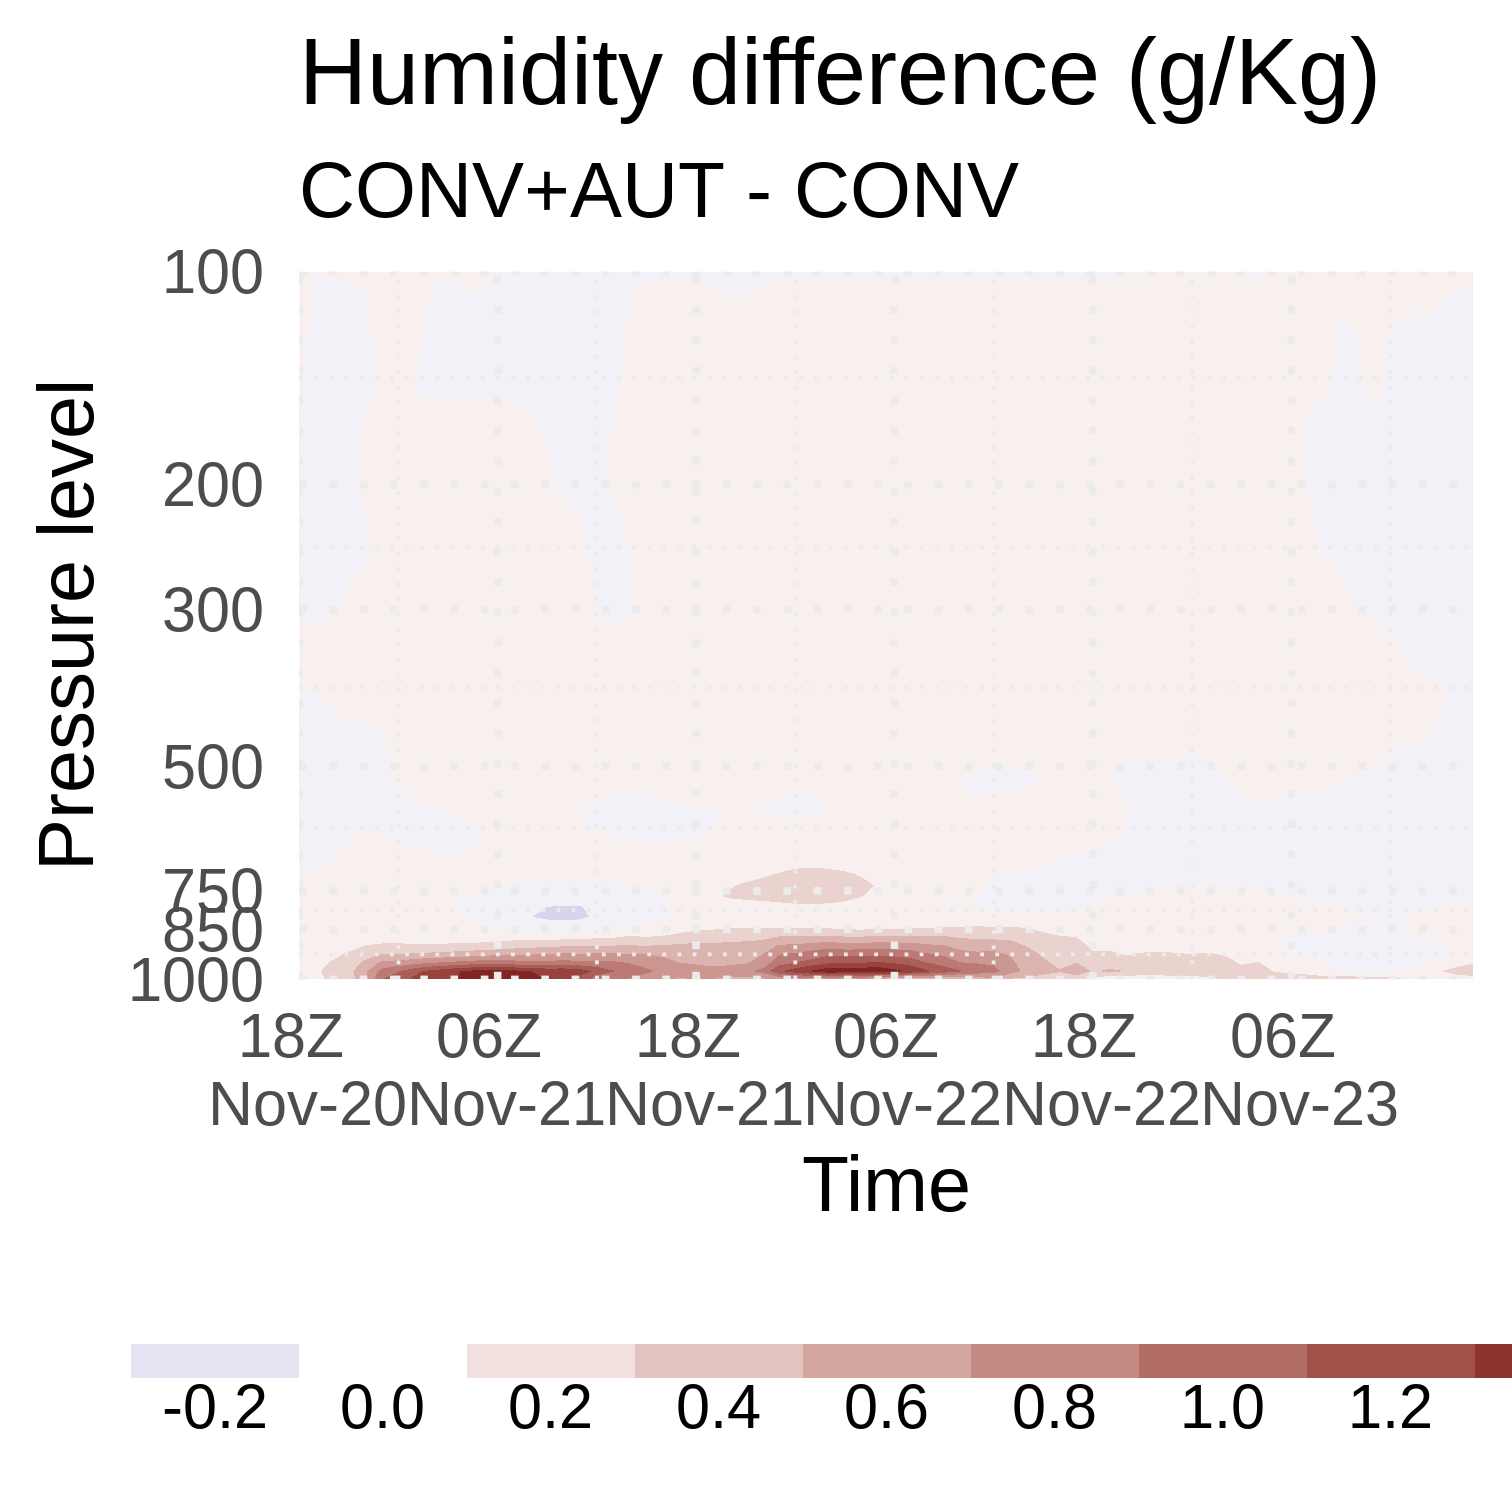 Humidity difference (g/Kg)
CONV+AUT - CONV
Pressure level
100
200
300
500
750
850
1000
18Z 06Z 18Z 06Z 18Z 06Z
Nov-20 Nov-21 Nov-21 Nov-22 Nov-22 Nov-23
Time
-0.2 0.0 0.2 0.4 0.6 0.8 1.0 1.2